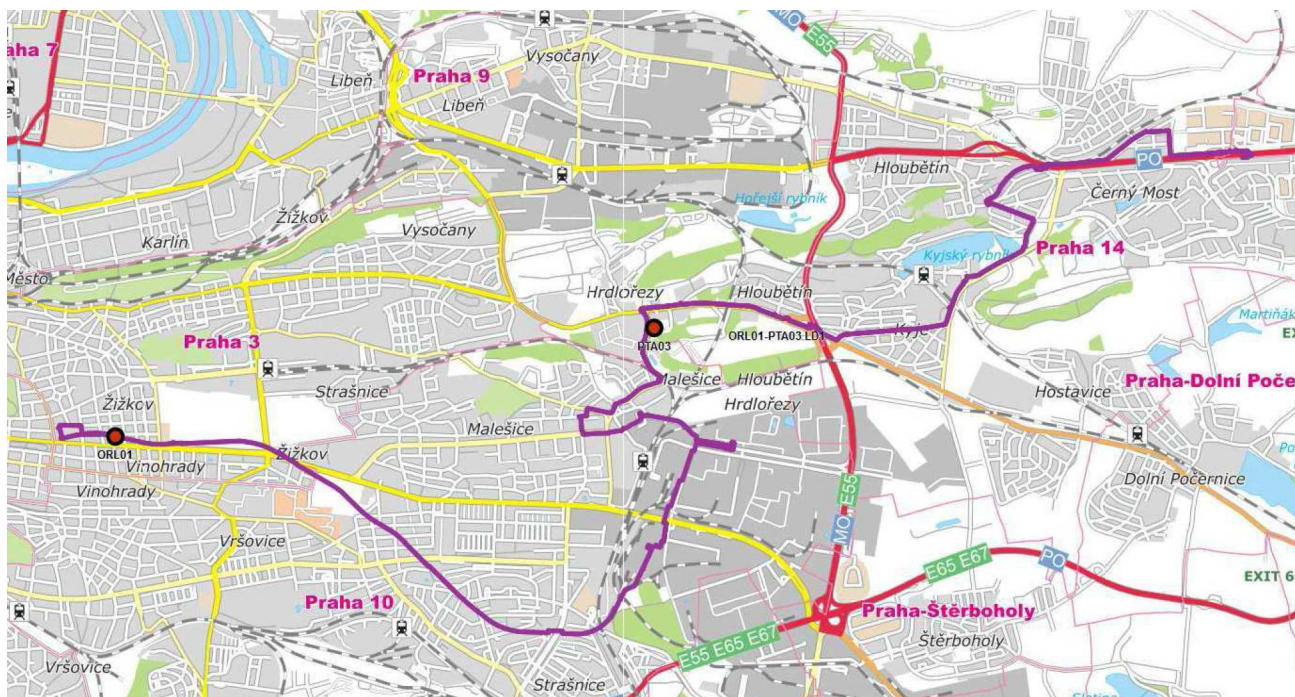 MO
E55
aha 7
Vysočany
Libeň
Praha 9
Libeň
Hloubětín
PO
Černý Most
Hořejší rybník
Žižkov
Vysočany
Karlín
Město
Kyjský rybník
Praha 14
Hrdlořezy
Hloubětín
Martiňák
PTA03
ORL01-PTA03 LD1
Kyje
Praha 3
Strašnice
Malešice
Hloubětín
Hostavice
Praha-Dolní Poče
Hrdlořezy
Žižkov
Malešice
ORL01
Vinohrady
Žižkov
Vinohrady
E55
MO
Dolní Počernice
Vršovice
E65 E67
PO
EXIT 6
Praha 10
Praha-Štěrboholy
Štěrboholy
E55 E65 E67
Vršovice
Strašnice